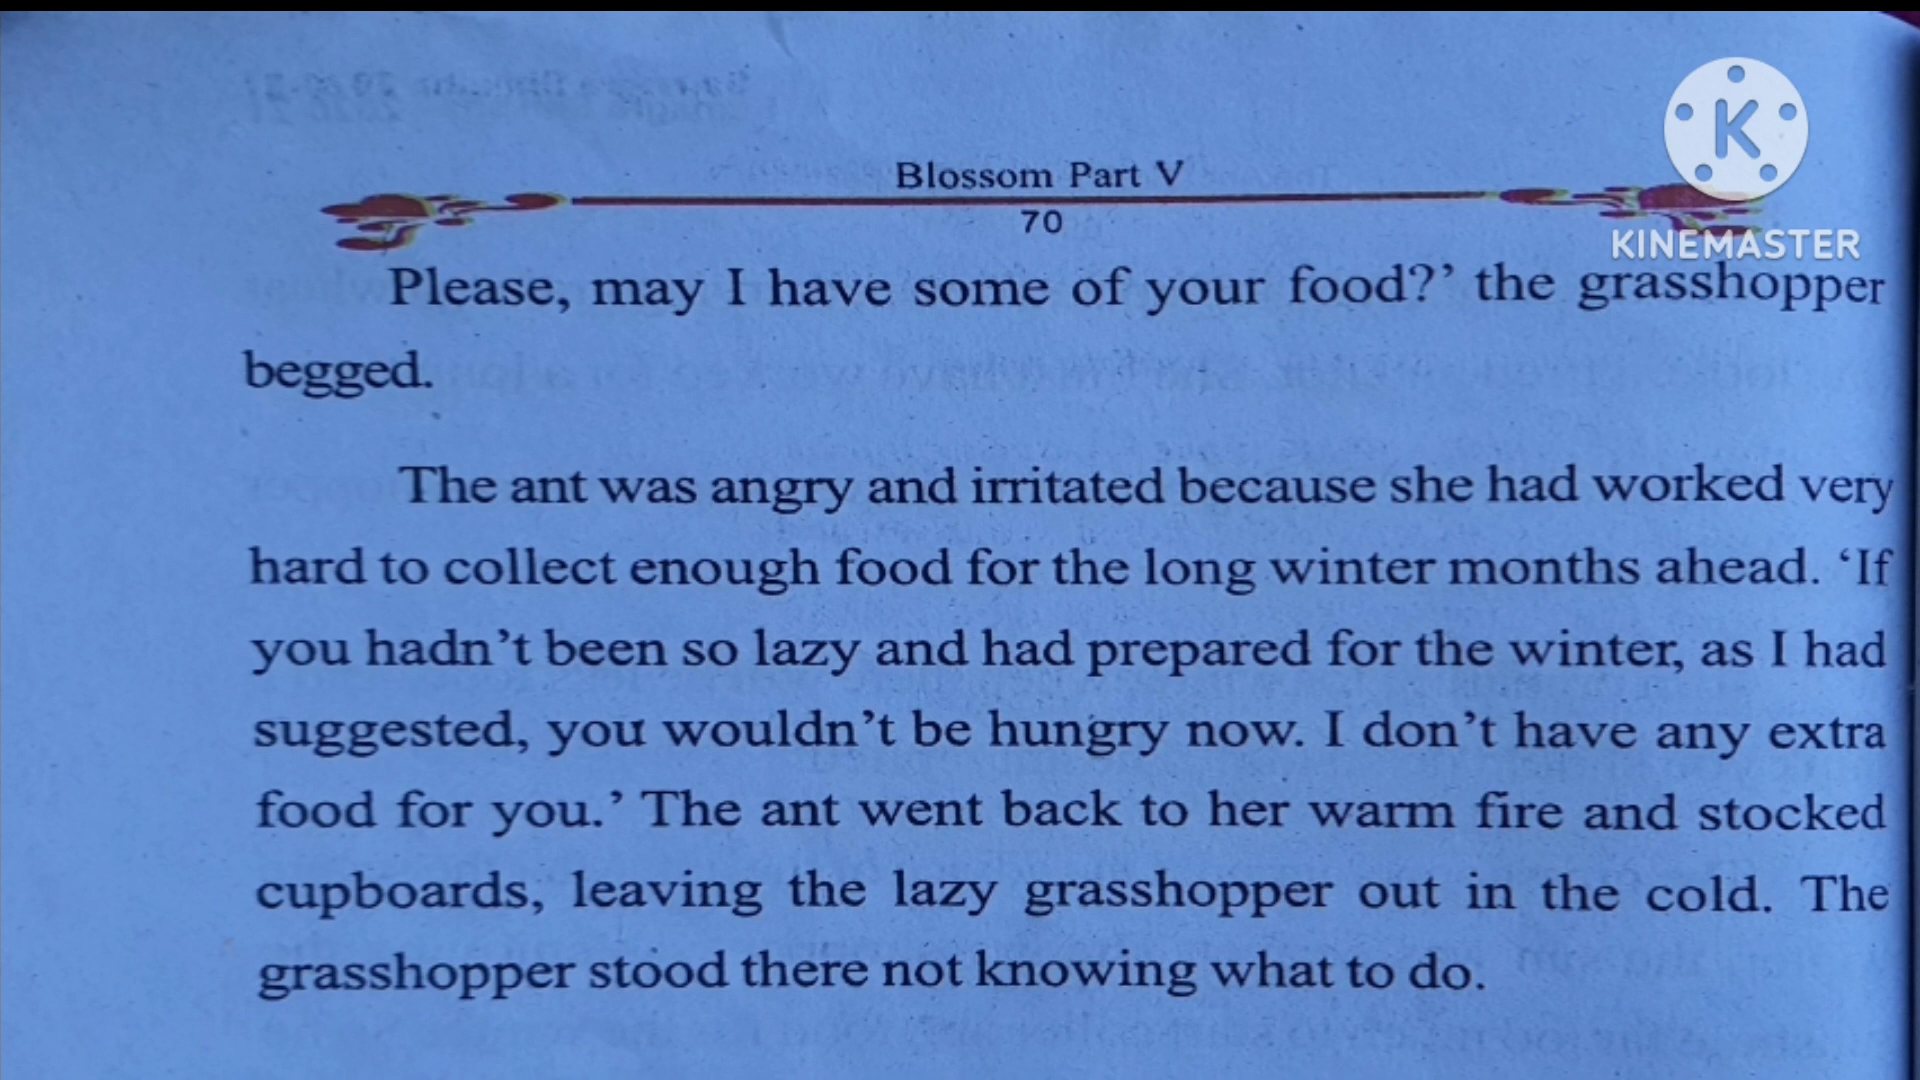 Blossom Part V
70
KINEMASTER
Please, may I have some of your food?’ the grasshopper
begged.
The ant was angry and irritated because she had worked very
hard to collect enough food for the long winter months ahead. ‘If
you hadn’t been so lazy and had prepared for the winter, as I had
suggested, you wouldn’t be hungry now. I don’t have any extra
food for you.’ The ant went back to her warm fire and stocked
cupboards, leaving the lazy grasshopper out in the cold. The
grasshopper stood there not knowing what to do.